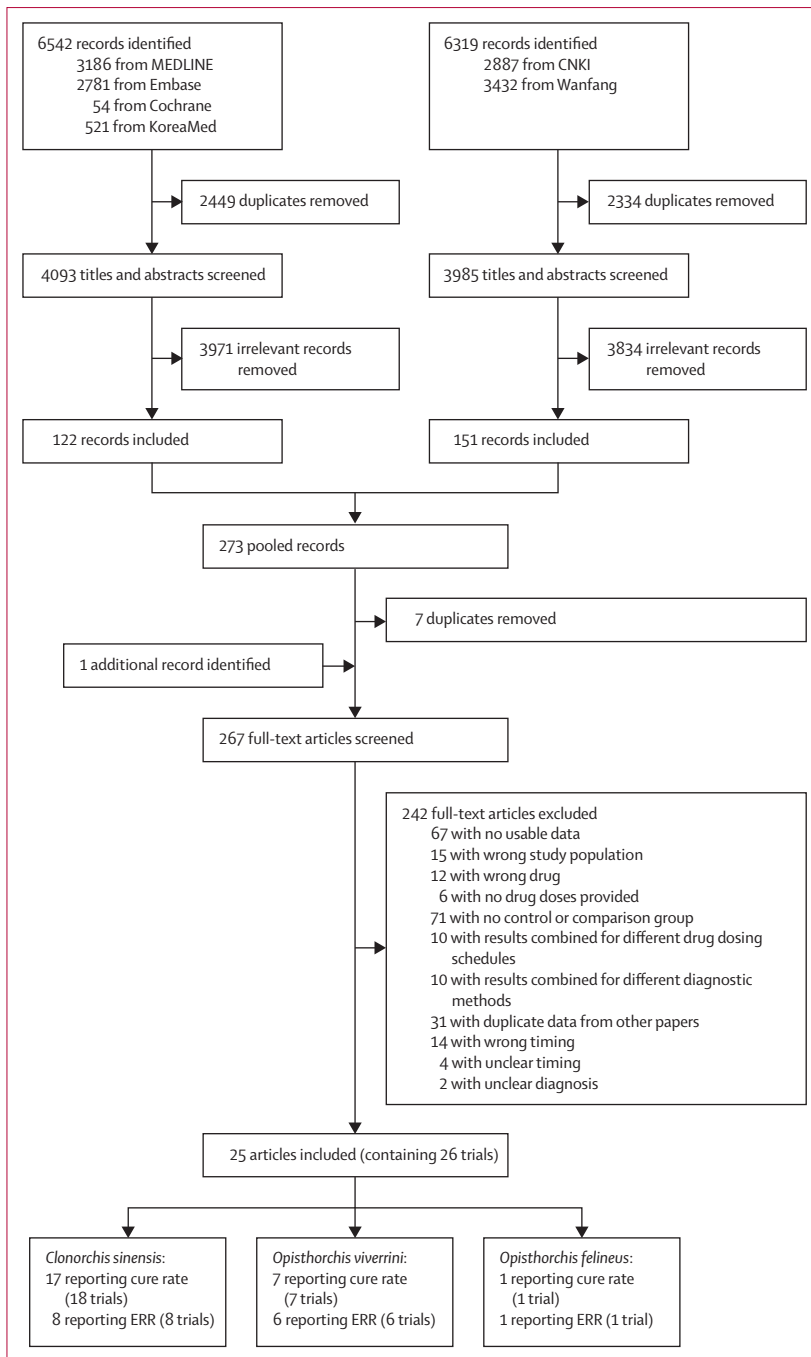 6542 records identified
3186 from MEDLINE
2781 from Embase
54 from Cochrane
521 from KoreaMed
6319 records identified
2887 from CNKI
3432 from Wanfang
2449 duplicates removed
2334 duplicates removed
4093 titles and abstracts screened
3985 titles and abstracts screened
3971 irrelevant records
removed
3834 irrelevant records
removed
122 records included
151 records included
273 pooled records
7 duplicates removed
1 additional record identified
267 full-text articles screened
242 full-text articles excluded
67 with no usable data
15 with wrong study population
12 with wrong drug
6 with no drug doses provided
71 with no control or comparison group
10 with results combined for different drug dosing
schedules
10 with results combined for different diagnostic
methods
31 with duplicate data from other papers
14 with wrong timing
4 with unclear timing
2 with unclear diagnosis
25 articles included (containing 26 trials)
Clonorchis sinensis:
17 reporting cure rate
(18 trials)
8 reporting ERR (8 trials)
Opisthorchis viverrini:
7 reporting cure rate
(7 trials)
6 reporting ERR (6 trials)
Opisthorchis felineus:
1 reporting cure rate
(1 trial)
1 reporting ERR (1 trial)